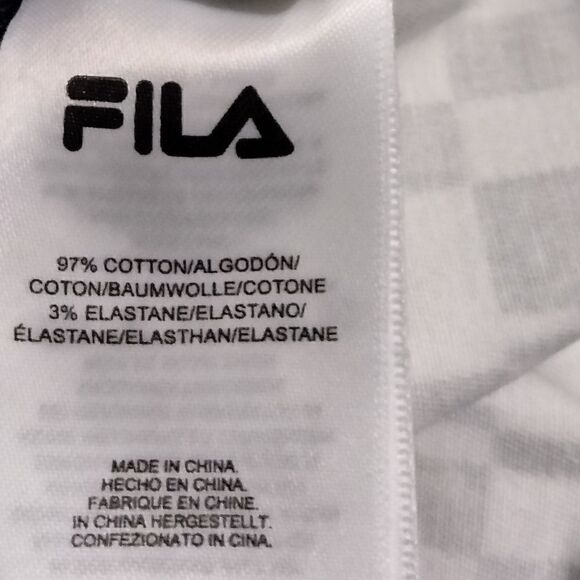 FILA
97% COTTON/ALGODÓN/
COTON/BAUMWOLLE/COTONE
3% ELASTANE/ELASTANO/
ÉLASTANE/ELASTHAN/ELASTANE
MADE IN CHINA.
HECHO EN CHINA.
FABRIQUE EN CHINE.
IN CHINA HERGESTELLT.
CONFEZIONATO IN CINA.